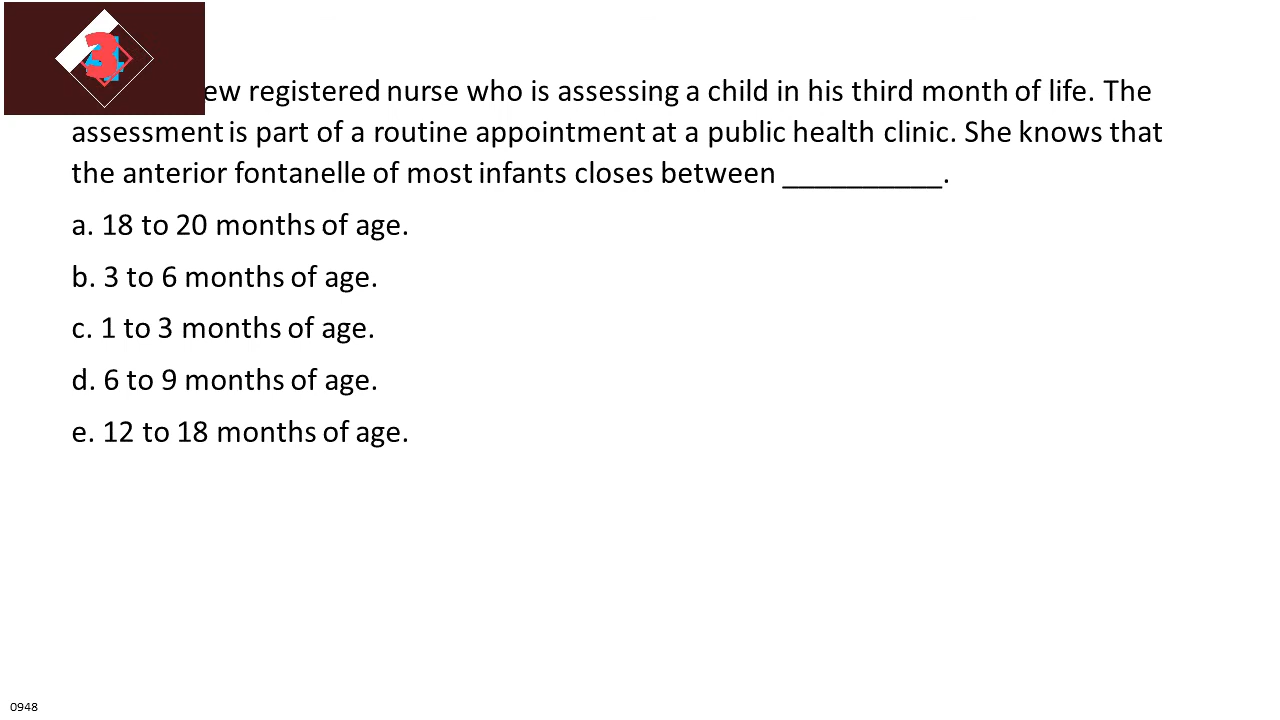 ew registered nurse who is assessing a child in his third month of life. The
assessment is part of a routine appointment at a public health clinic. She knows that
the anterior fontanelle of most infants closes between __________.
a. 18 to 20 months of age.
b. 3 to 6 months of age.
c. 1 to 3 months of age.
d. 6 to 9 months of age.
e. 12 to 18 months of age.
0948